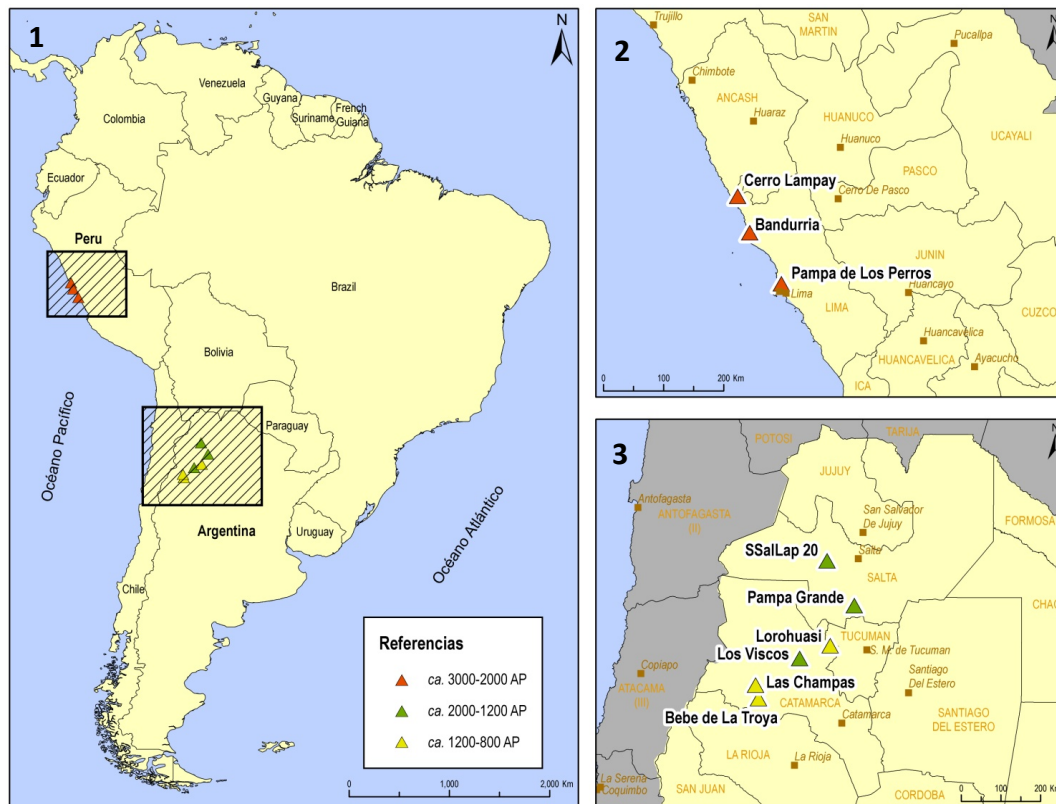 1
N
Venezuela
Guyana
Suriname
French
Guiana
Colombia
Ecuador
Peru
Brazil
Bolivia
Paraguay
Océano Pacífico
Océano Atlántico
Argentina
Uruguay
Chile
Referencias
ca. 3000-2000 AP
ca. 2000-1200 AP
ca. 1200-800 AP
0 1,000 2,000 Km
2
N
Trujillo
SAN
MARTIN
Pucallpa
Chimbote
ANCASH
Huaraz
HUANUCO
Huanuco
UCAYALI
PASCO
Cerro Lampay
Cerro De Pasco
Bandurria
JUNIN
Pampa de Los Perros
Lima
LIMA
Huancayo
CUZCO
Huancavelica
HUANCAVELICA
Ayacucho
ICA
0 100 200 Km
3
N
POTOSI
TARUA
JUJUY
Antofagasta
ANTOFAGASTA
(II)
San Salvador
De Jujuy
FORMOSA
SSalLap 20
Salta
SALTA
Pampa Grande
CHAC
Lorohuasi
TUCUMAN
Los Viscos
S. M. de Tucuman
Copiapo
Santiago
Del Estero
Las Champas
ATACAMA
(III)
CATAMARCA
Bebe de La Troya
Catamarca
SANTIAGO
DEL ESTERO
LA RIOJA
La Rioja
La Serena
Coquimbo
SAN JUAN
CORDOBA
0 100 200 Km